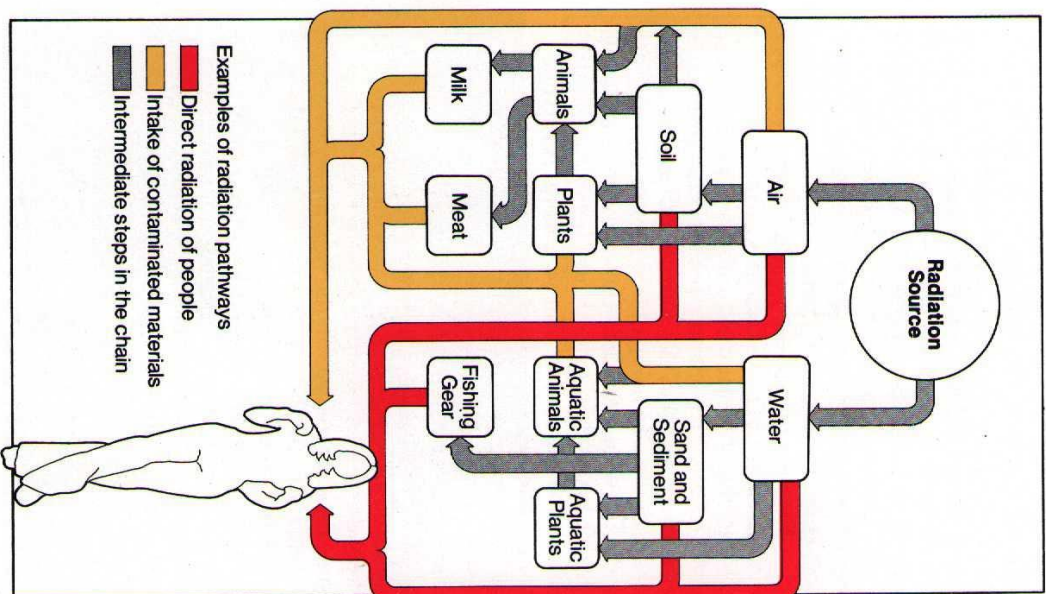 Radiation
Source
Air
Water
Soil
Sand and
Sediment
Animals
Plants
Aquatic
Animals
Aquatic
Plants
Milk
Meat
Fishing
Gear
Examples of radiation pathways
Direct radiation of people
Intake of contaminated materials
Intermediate steps in the chain